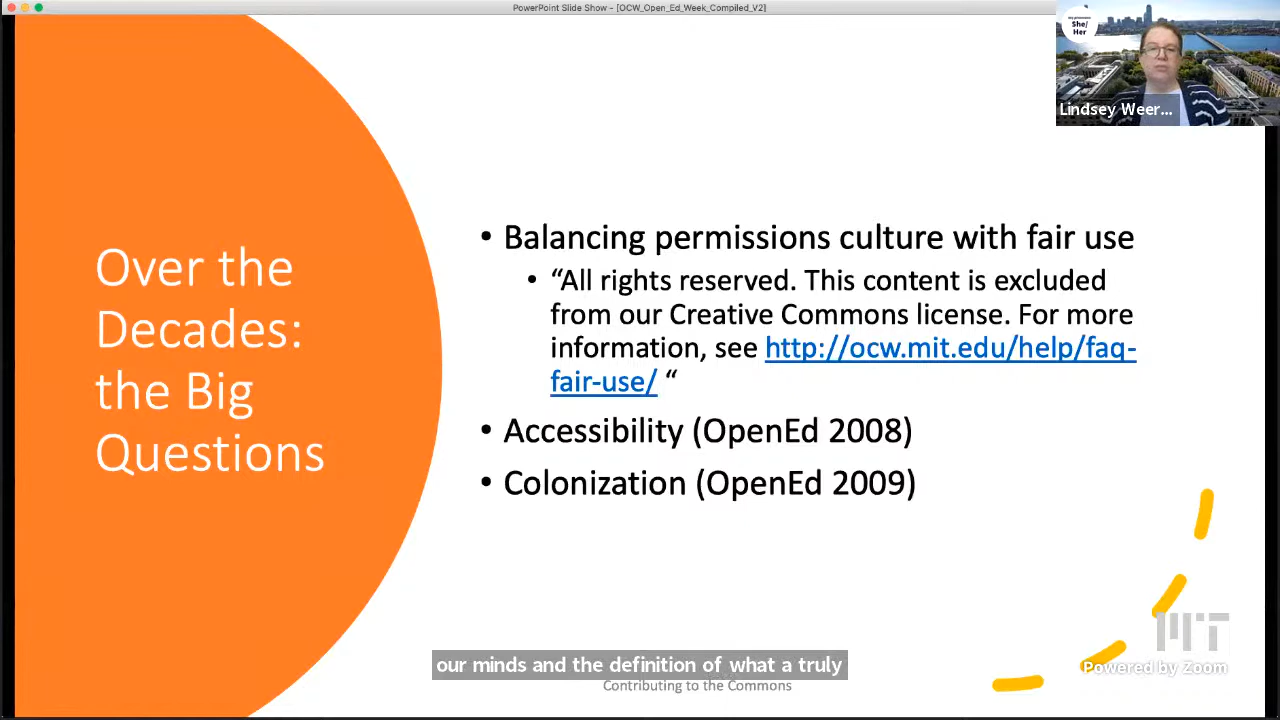 PowerPoint Slide Show - [OCW_Open_Ed_Week_Compiled_V2]
my pronouns
She/
Her
Lindsey Weer...
Over the
Decades:
the Big
Questions
• Balancing permissions culture with fair use
• “All rights reserved. This content is excluded
from our Creative Commons license. For more
information, see http://ocw.mit.edu/help/faq-
fair-use/ “
• Accessibility (OpenEd 2008)
• Colonization (OpenEd 2009)
MIT
Powered by Zoom
our minds and the definition of what a truly
Contributing to the Commons